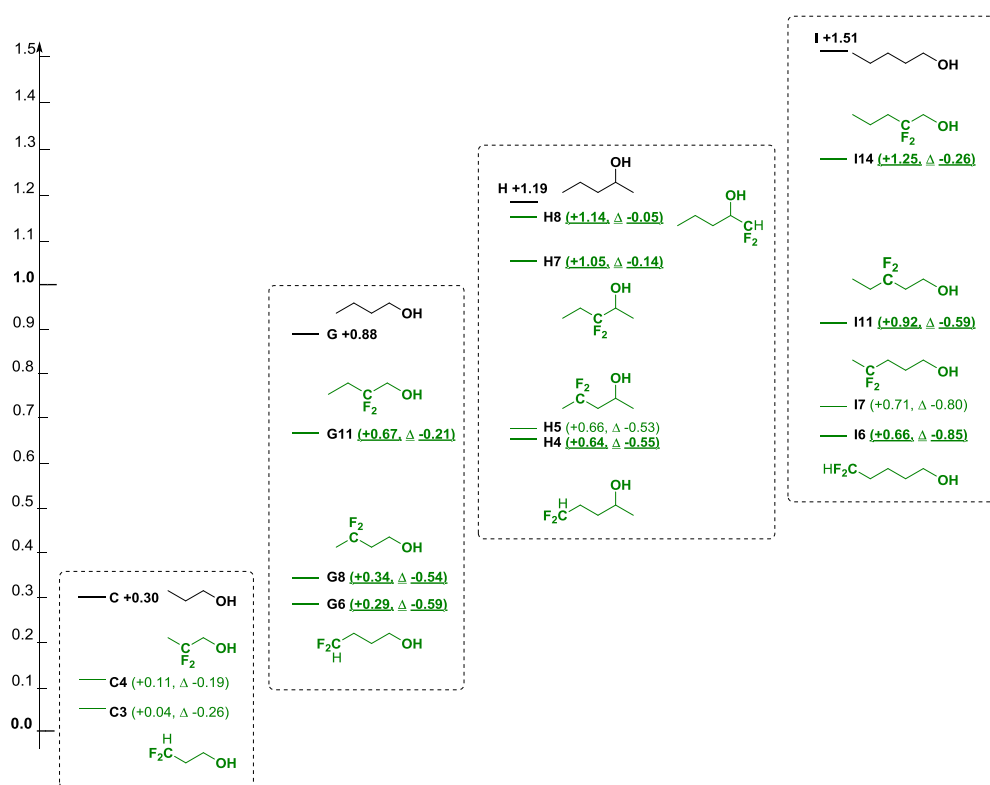 1.5
1.4
1.3
1.2
1.1
1.0
0.9
0.8
0.7
0.6
0.5
0.4
0.3
0.2
0.1
0.0
C +0.30
OH
OH
C
F2
C4 (+0.11, Δ -0.19)
C3 (+0.04, Δ -0.26)
H
F2C
OH
OH
G +0.88
OH
C
F2
G11 (+0.67, Δ -0.21)
F2
C
OH
G8 (+0.34, Δ -0.54)
G6 (+0.29, Δ -0.59)
F2C
H
OH
OH
H +1.19
H8 (+1.14, Δ -0.05)
OH
CH
F2
H7 (+1.05, Δ -0.14)
OH
C
F2
F2
C
OH
H5 (+0.66, Δ -0.53)
H4 (+0.64, Δ -0.55)
OH
H
F2C
I +1.51
OH
C
F2
OH
I14 (+1.25, Δ -0.26)
F2
C
OH
I11 (+0.92, Δ -0.59)
C
F2
OH
I7 (+0.71, Δ -0.80)
I6 (+0.66, Δ -0.85)
HF2C
OH